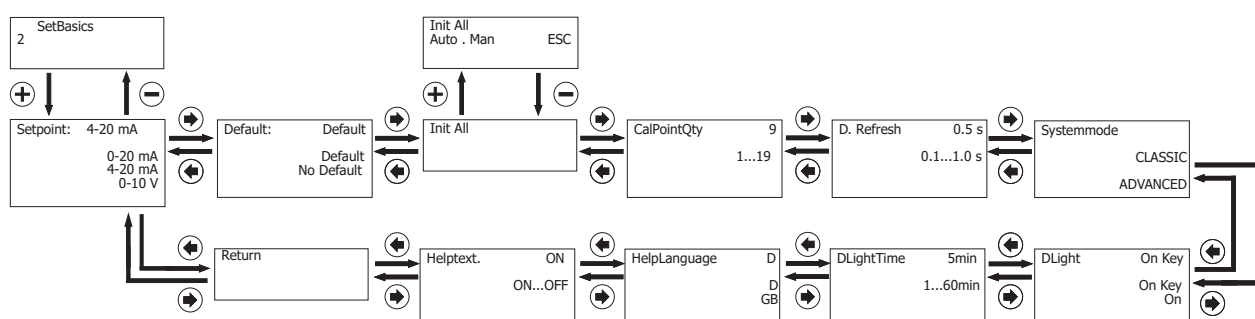 SetBasics
2
Init All
Auto . Man ESC
Setpoint: 4-20 mA
0-20 mA
4-20 mA
0-10 V
Default: Default
Default
No Default
Init All
CalPointQty 9
1...19
D. Refresh 0.5 s
0.1...1.0 s
Systemmode
CLASSIC
ADVANCED
Return
Helptext. ON
ON...OFF
HelpLanguage D
D
GB
DLightTime 5min
1...60min
DLight On Key
On Key
On